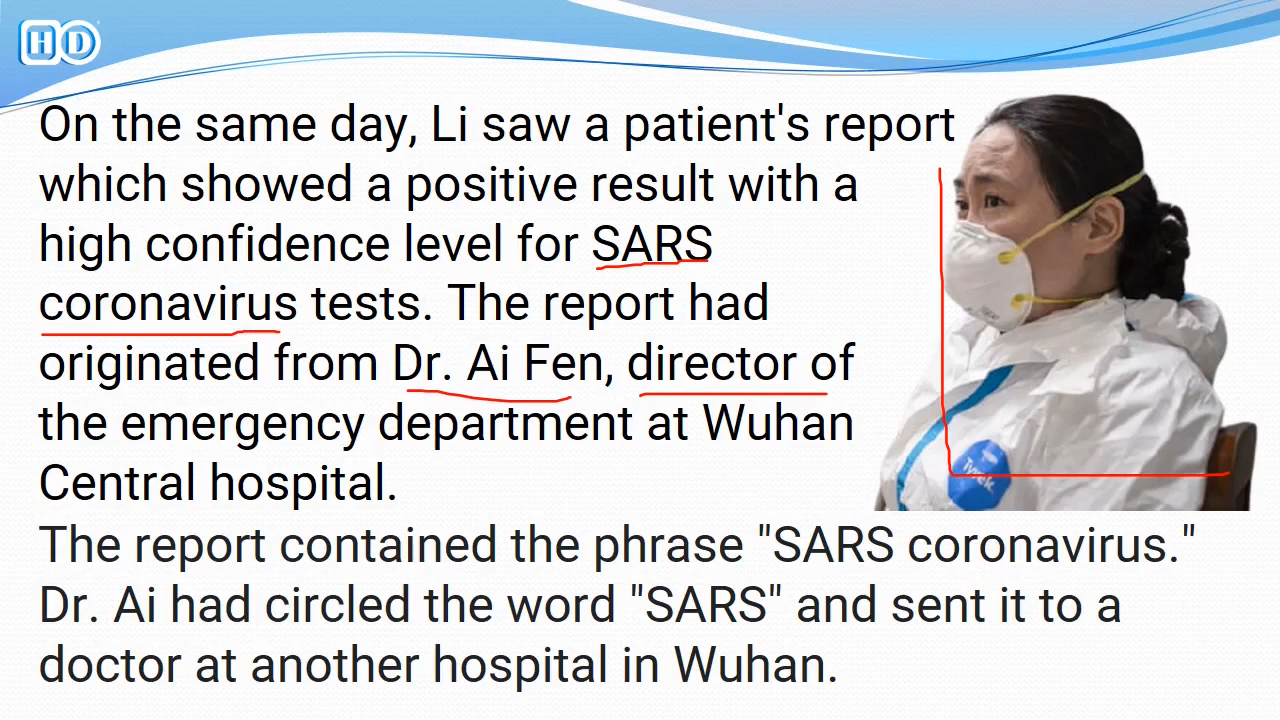 HD
On the same day, Li saw a patient's report
which showed a positive result with a
high confidence level for SARS
coronavirus tests. The report had
originated from Dr. Ai Fen, director of
the emergency department at Wuhan
Central hospital.
Tyvek
The report contained the phrase "SARS coronavirus."
Dr. Ai had circled the word "SARS" and sent it to a
doctor at another hospital in Wuhan.